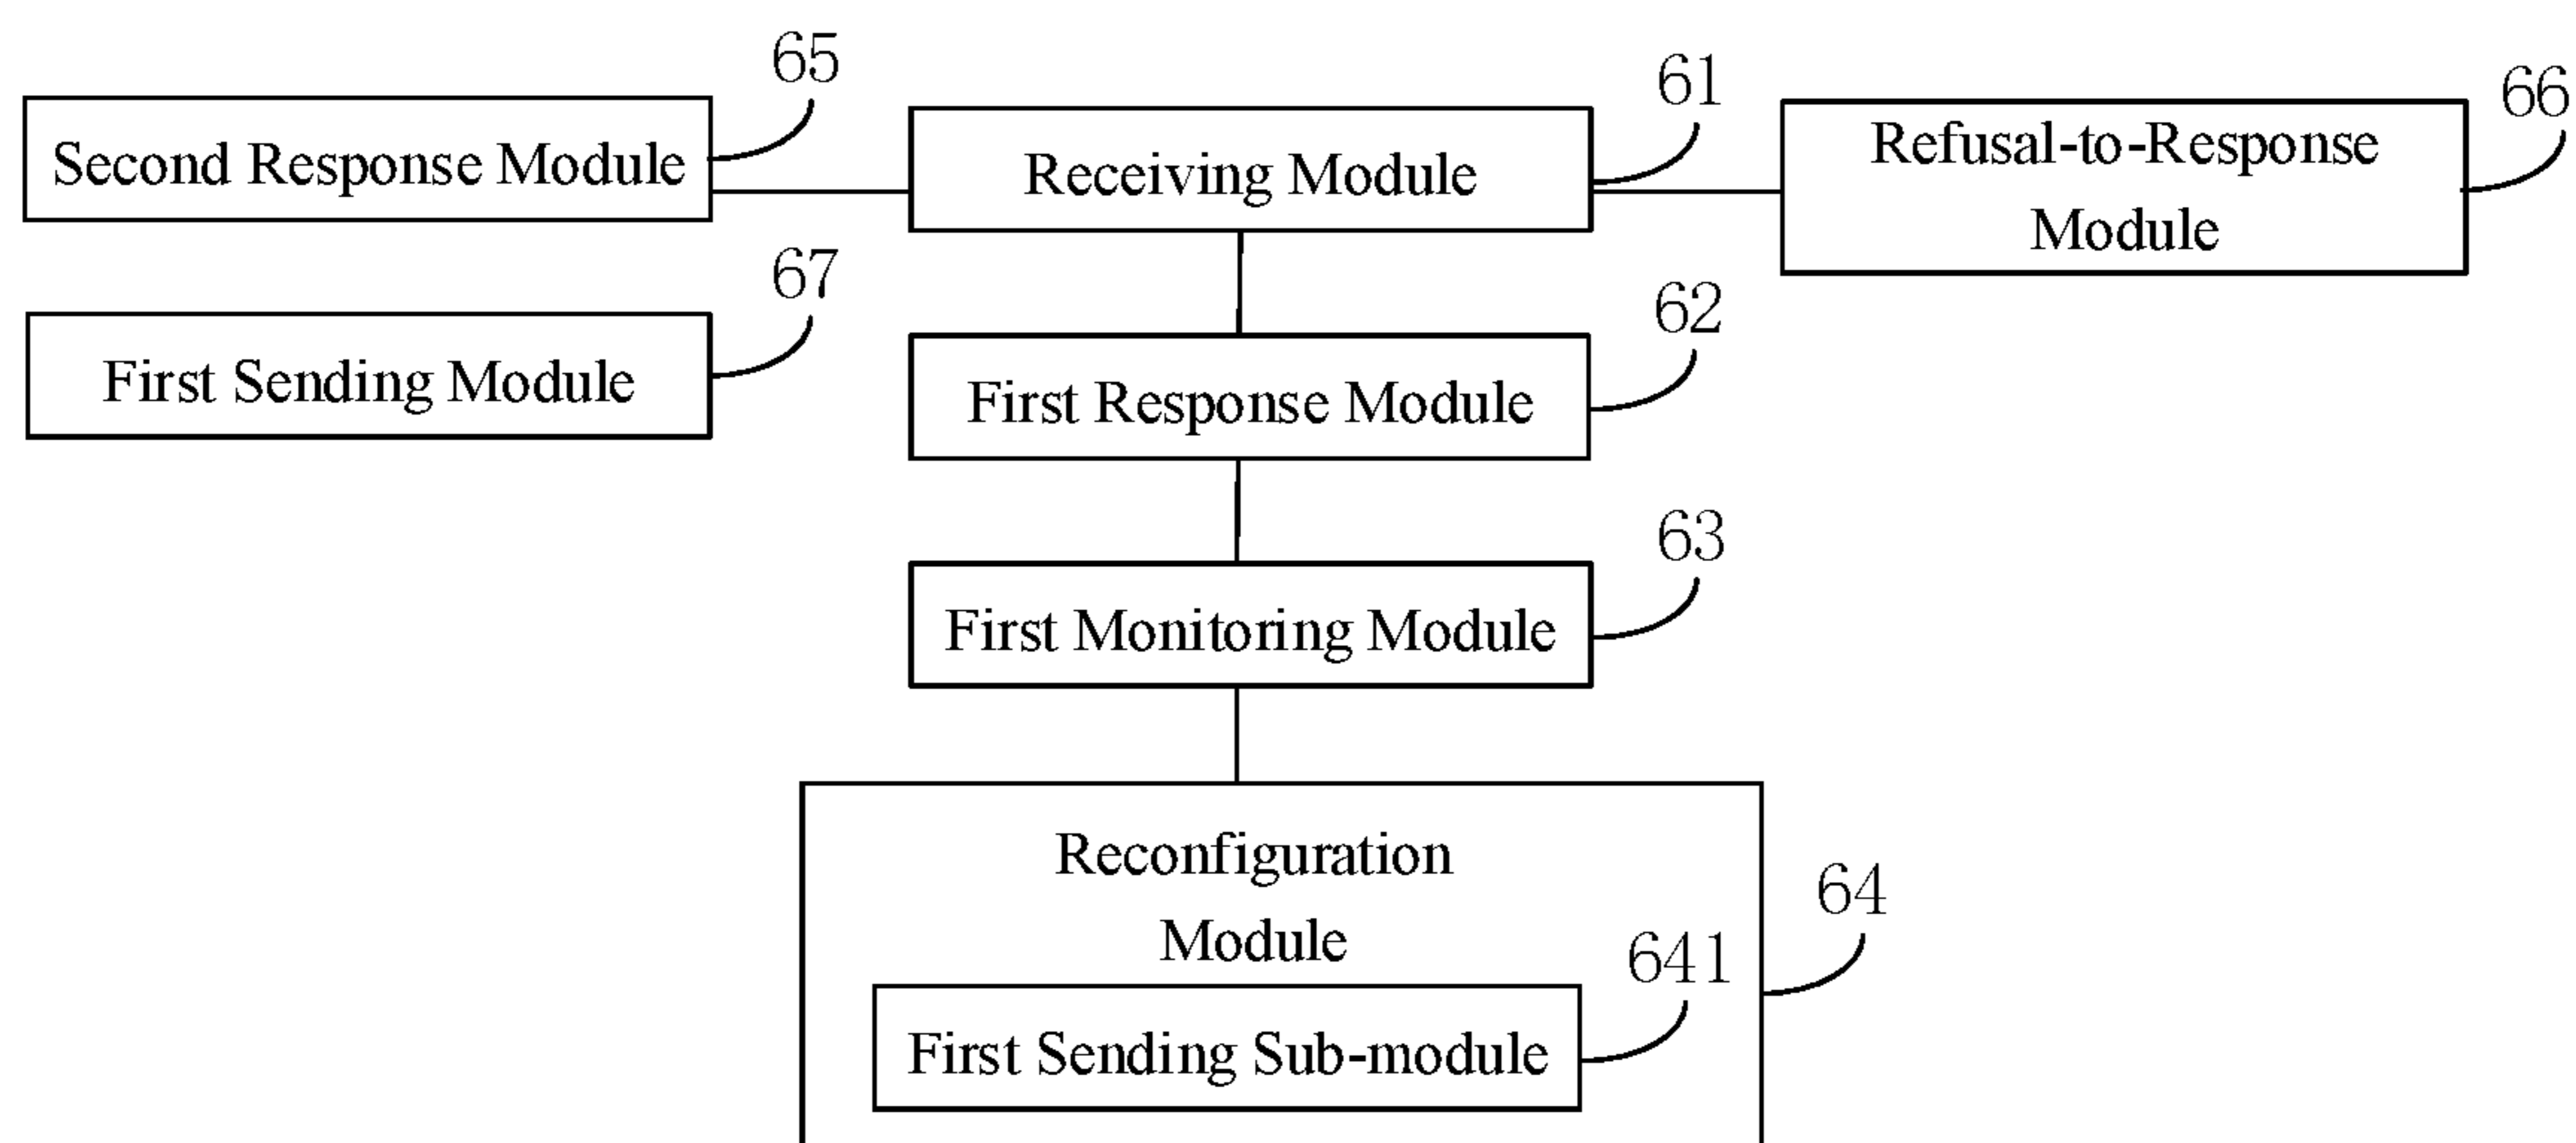 65
Second Response Module
61
Receiving Module
66
Refusal-to-Response
Module
67
First Sending Module
62
First Response Module
63
First Monitoring Module
Reconfiguration
Module
64
641
First Sending Sub-module